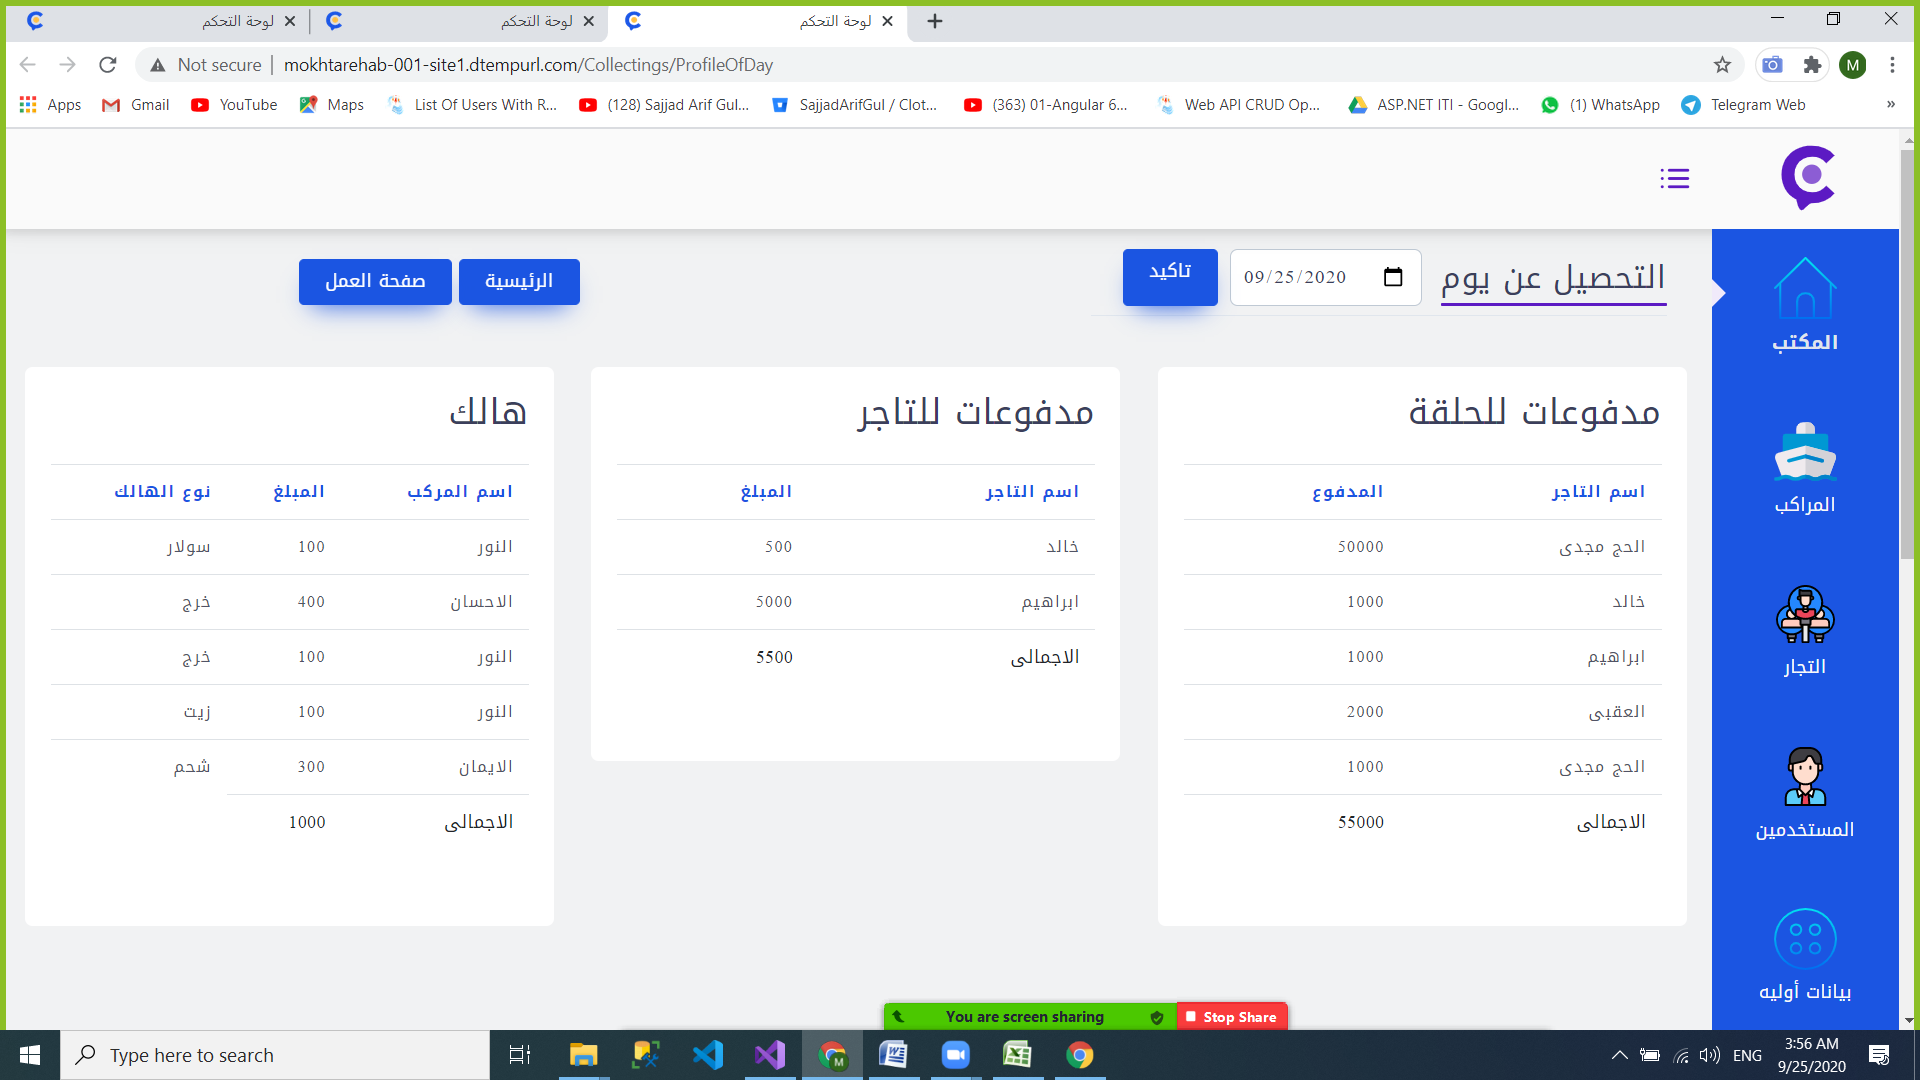 لوحة التحكم
لوحة التحكم
لوحة التحكم
Not secure | mokhtarehab-001-site1.dtempurl.com/Collectings/ProfileOfDay
M
Apps Gmail YouTube Maps List Of Users With R... (128) Sajjad Arif Gul... SajjadArifGul / Clot... (363) 01-Angular 6... Web API CRUD Op... ASP.NET ITI - Googl... (1) WhatsApp Telegram Web »
التحصيل عن يوم 09/25/2020 تاكيد
الرئيسية صفحة العمل
المكتب
المراكب
التجار
المستخدمين
بيانات أوليه
مدفوعات للحلقة
اسم التاجر المدفوع
الحج مجدى 50000
خالد 1000
ابراهيم 1000
العقبى 2000
الحج مجدى 1000
الاجمالى 55000
مدفوعات للتاجر
اسم التاجر المبلغ
خالد 500
ابراهيم 5000
الاجمالى 5500
هالك
اسم المركب المبلغ نوع الهالك
النور 100 سولار
الاحسان 400 خرج
النور 100 خرج
النور 100 زيت
الايمان 300 شحم
الاجمالى 1000
You are screen sharing Stop Share
Type here to search
M
ENG
3:56 AM
9/25/2020